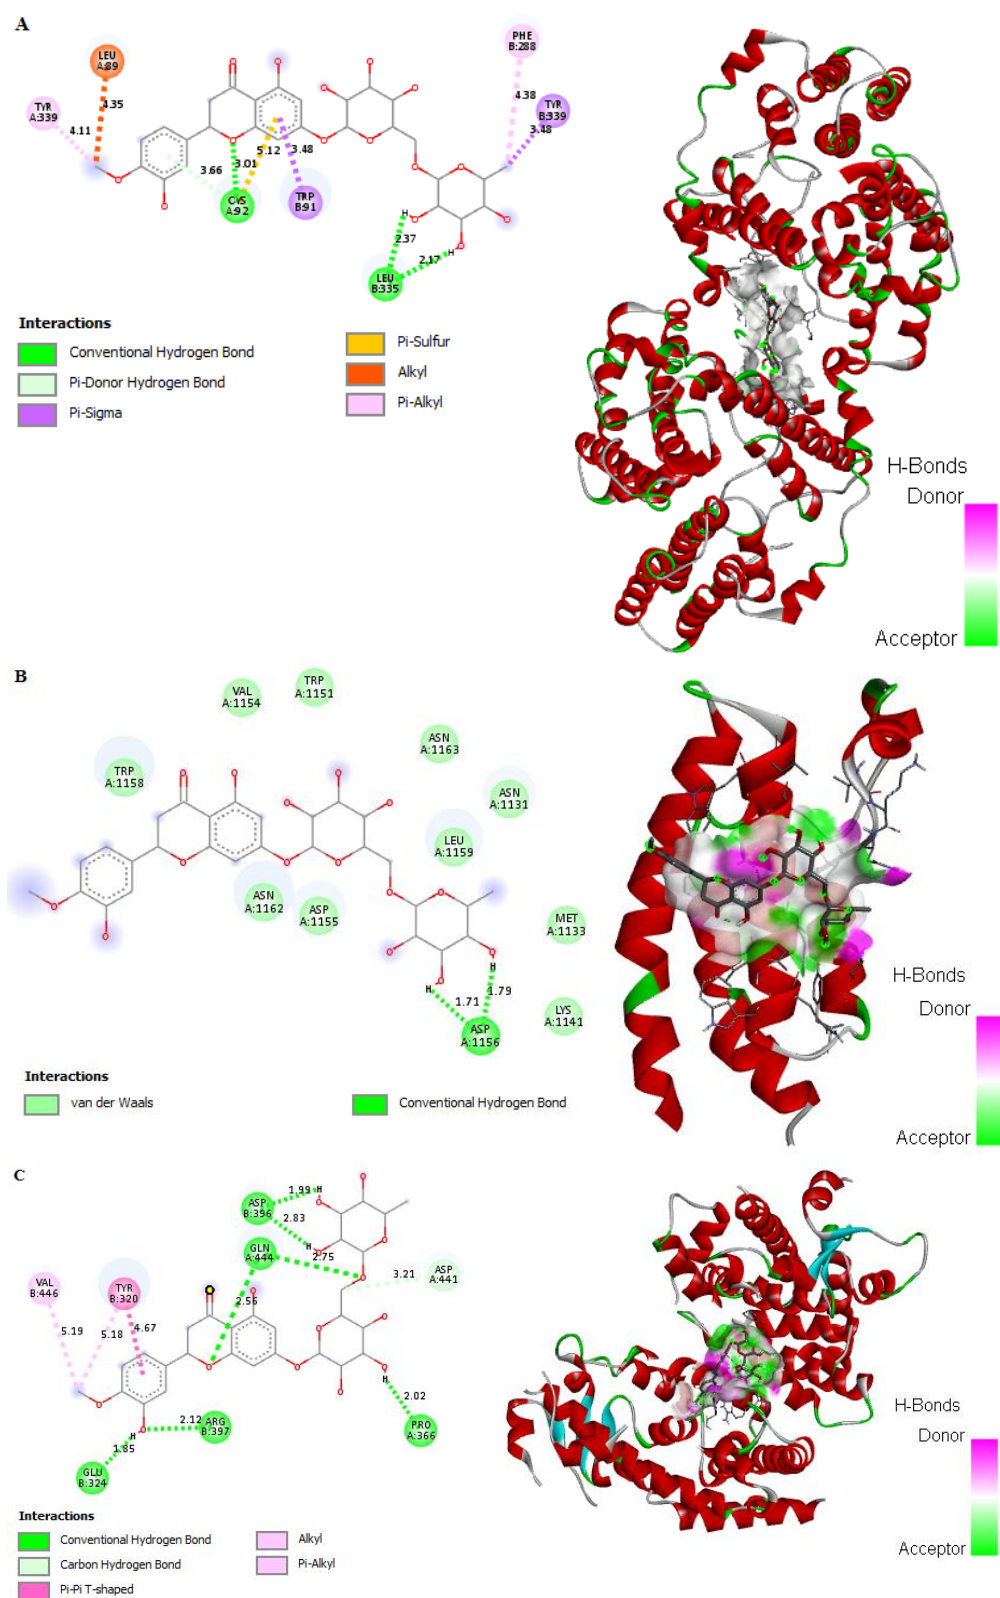 A
LEU
A:89
TYR
A:339
4.35
4.11
3.66
3.01
5.12
3.48
CYS
A:92
TRP
B:91
PHE
B:288
TYR
B:339
4.38
3.48
H
2.37
H
2.17
LEU
B:335
Interactions
Conventional Hydrogen Bond
Pi-Donor Hydrogen Bond
Pi-Sigma
Pi-Sulfur
Alkyl
Pi-Alkyl
H-Bonds
Donor
Acceptor
B
VAL
A:1154
TRP
A:1151
TRP
A:1158
ASN
A:1163
ASN
A:1131
LEU
A:1159
ASN
A:1162
ASP
A:1155
MET
A:1133
LYS
A:1141
H
H
1.71
1.79
ASP
A:1156
Interactions
van der Waals
Conventional Hydrogen Bond
H-Bonds
Donor
Acceptor
C
ASP
B:396
1.99
H
2.83
H
2.75
GLN
A:444
2.56
3.21
ASP
A:441
VAL
B:446
TYR
B:320
5.19
5.18
4.67
H
2.12
ARG
B:397
1.85
GLU
B:324
H
2.02
PRO
A:366
Interactions
Conventional Hydrogen Bond
Carbon Hydrogen Bond
Pi-Pi T-shaped
Alkyl
Pi-Alkyl
H-Bonds
Donor
Acceptor